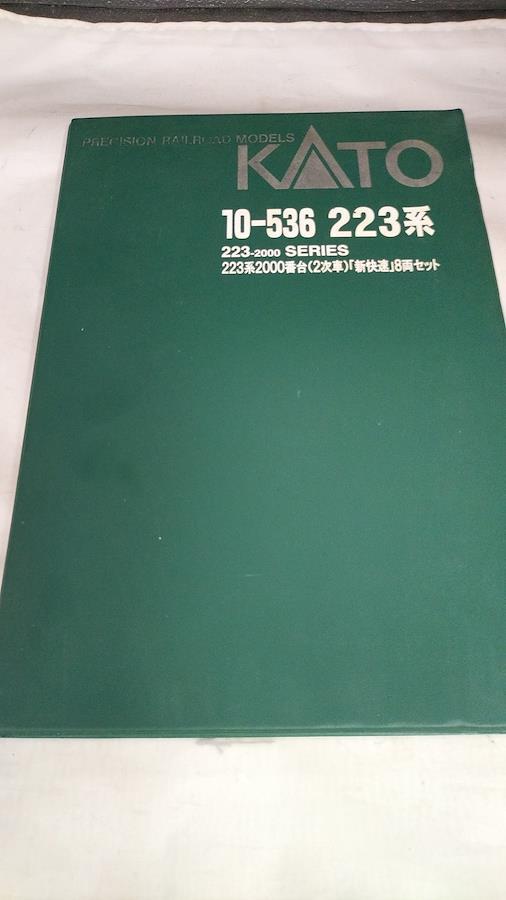 PRECISION RAILROAD MODELS
KATO
10-536 223系
223-2000 SERIES
223系2000番台(2次車)「新快速」8両セット